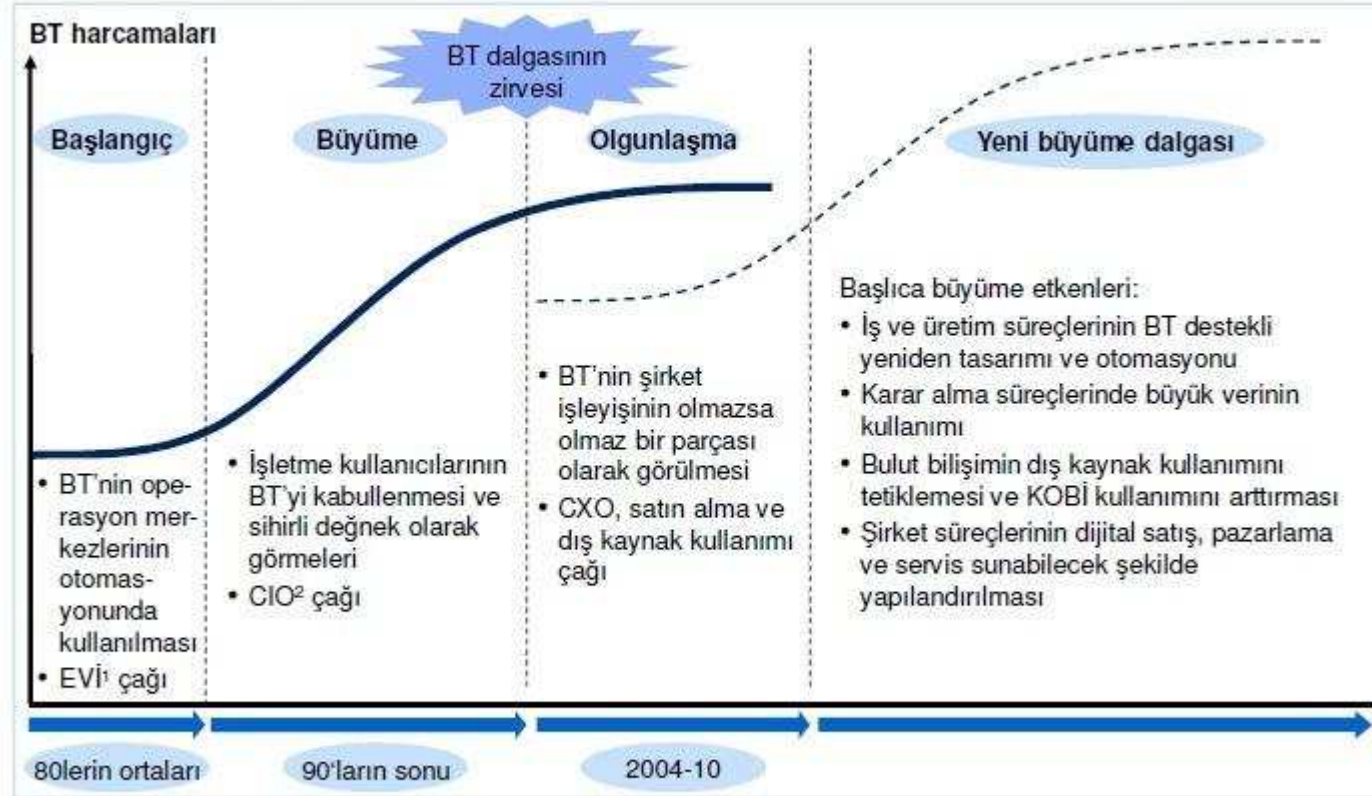 BT harcamaları
BT dalgasının
zirvesi
Başlangıç
Büyüme
Olgunlaşma
Yeni büyüme dalgası
• BT'nin ope-
rasyon mer-
kezlerinin
otomas-
yonunda
kullanılması
• EVİ¹ çağı
• İşletme kullanıcılarının
BT'yi kabullenmesi ve
sihirli değnek olarak
görmeleri
• CIO² çağı
• BT'nin şirket
işleyişinin olmazsa
olmaz bir parçası
olarak görülmesi
• CXO, satın alma ve
dış kaynak kullanımı
çağı
Başlıca büyüme etkenleri:
• İş ve üretim süreçlerinin BT destekli
yeniden tasarımı ve otomasyonu
• Karar alma süreçlerinde büyük verinin
kullanımı
• Bulut bilişimin dış kaynak kullanımını
tetiklemesi ve KOBİ kullanımını arttırması
• Şirket süreçlerinin dijital satış, pazarlama
ve servis sunabilecek şekilde
yapılandırılması
80lerin ortaları
90'ların sonu
2004-10